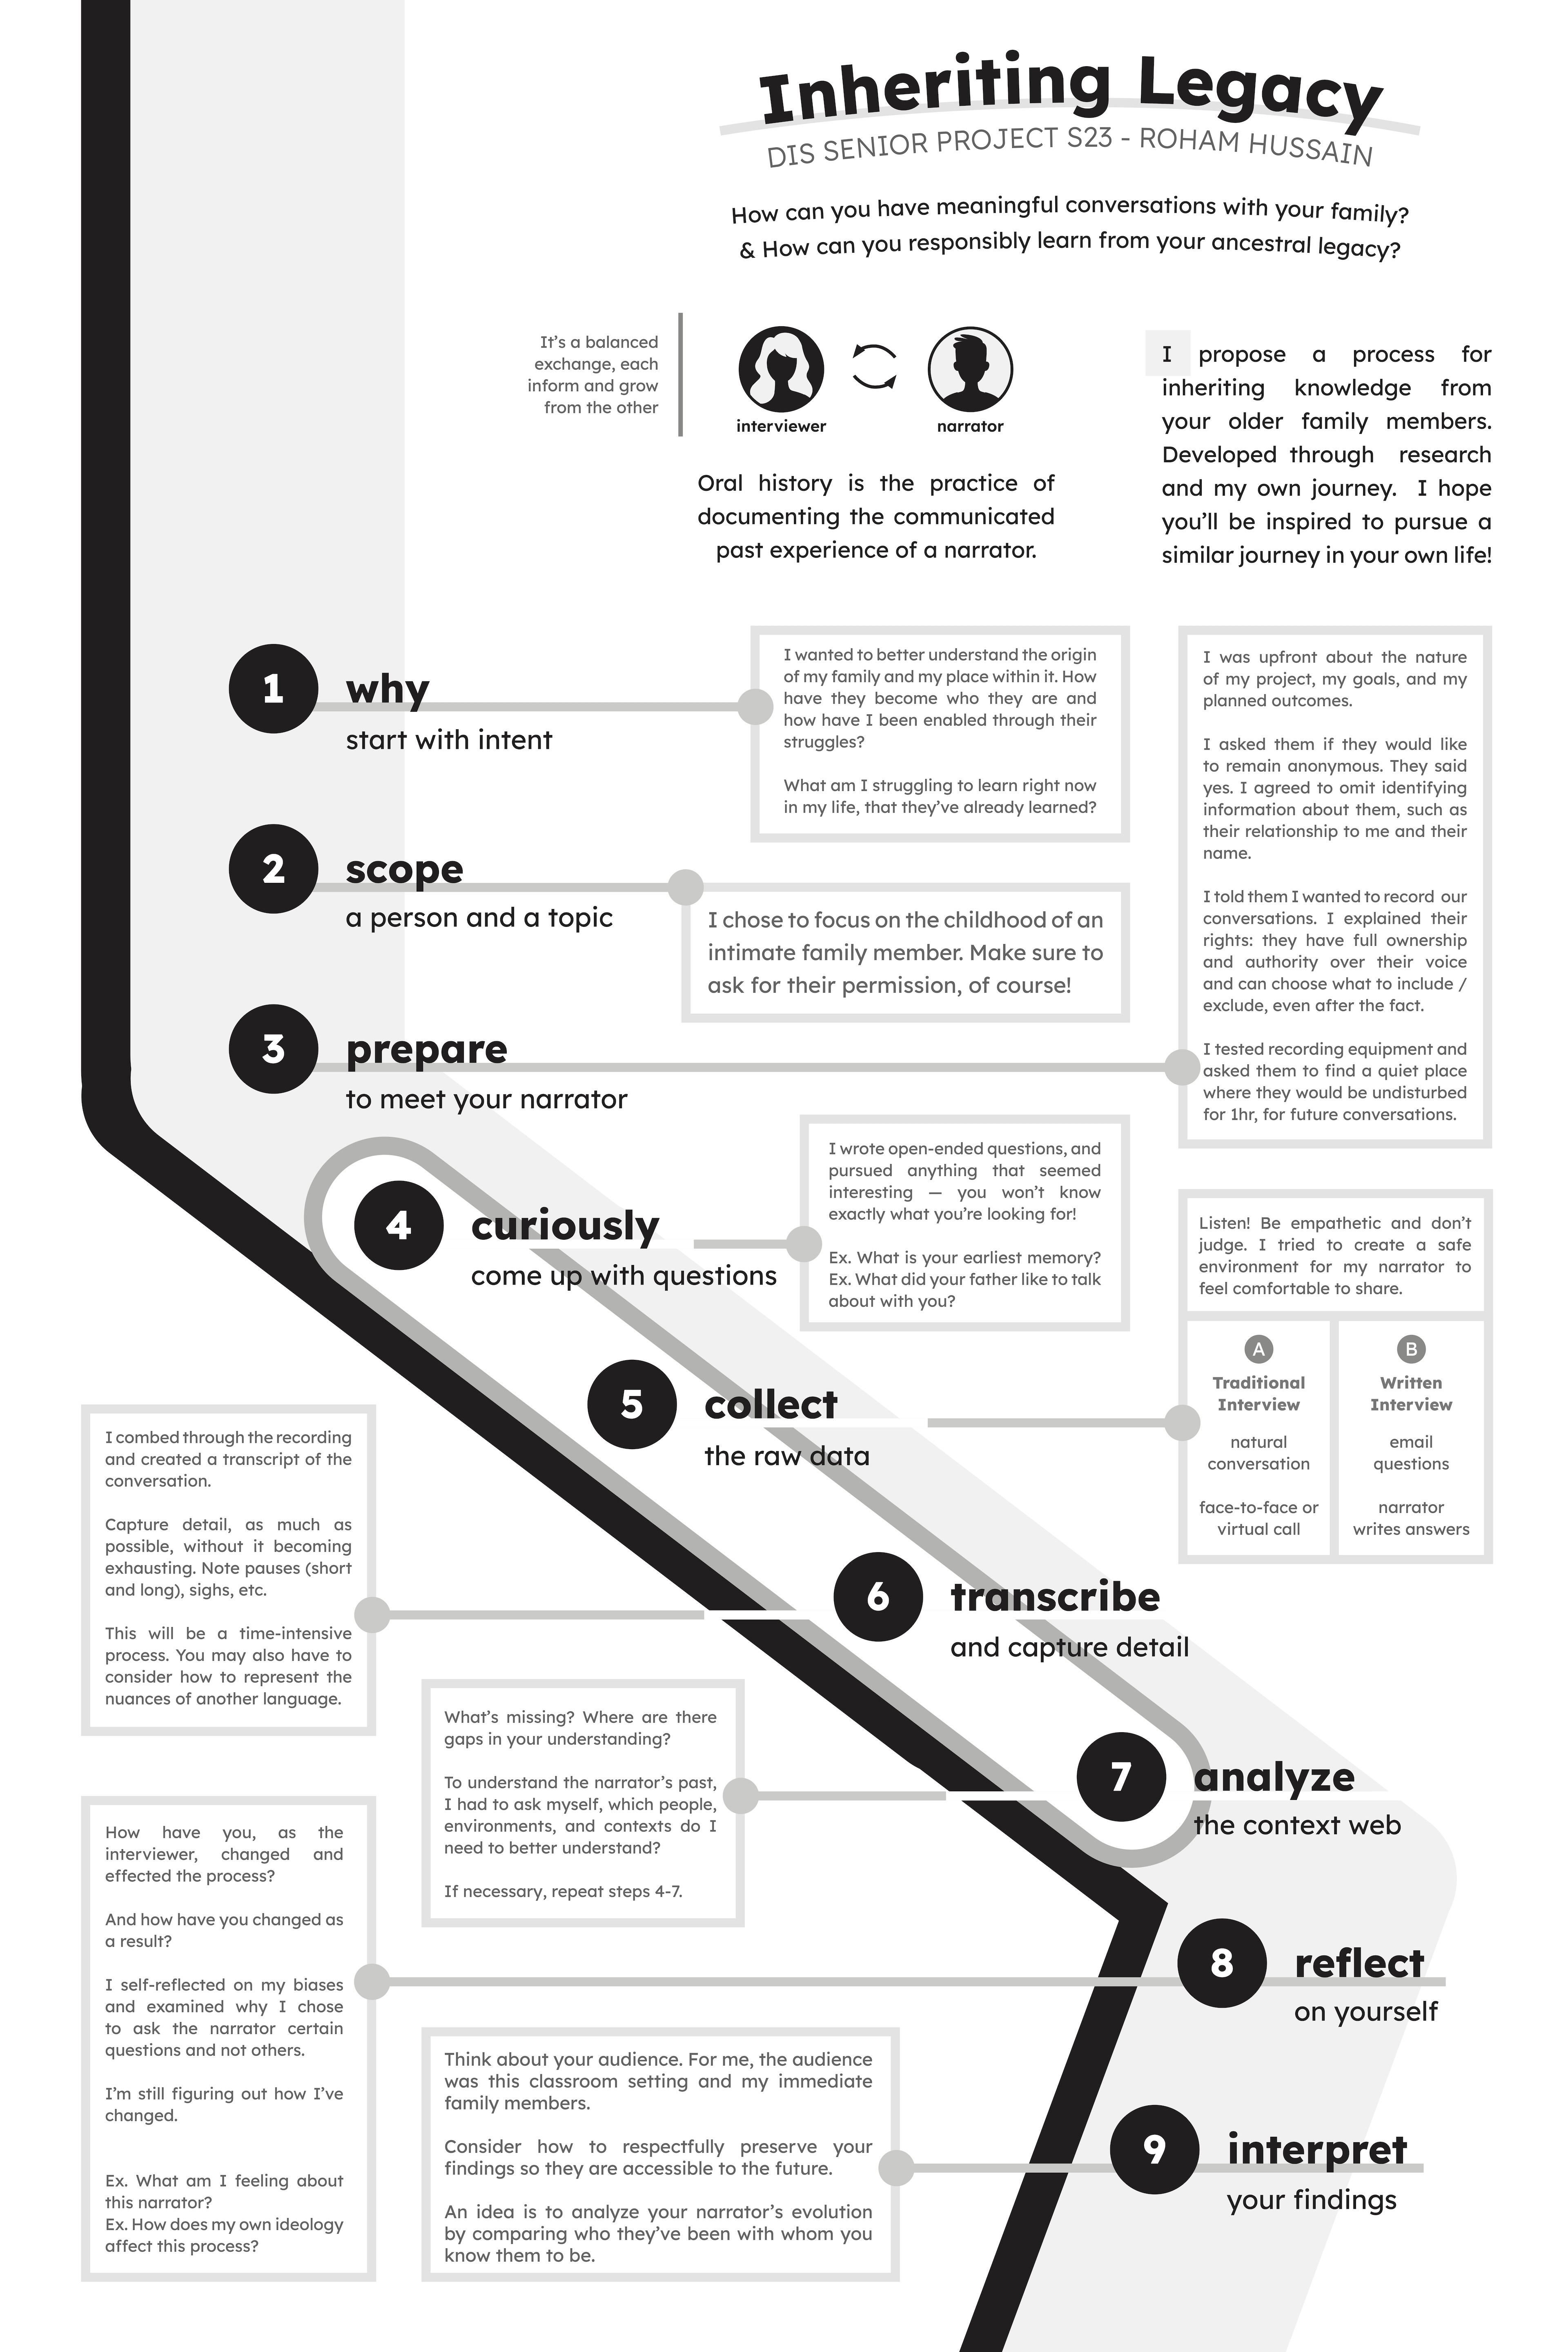 Inheriting Legacy
DIS SENIOR PROJECT S23 - ROHAM HUSSAIN
How can you have meaningful conversations with your family?
& How can you responsibly learn from your ancestral legacy?
It's a balanced
exchange, each
inform and grow
from the other
interviewer
narrator
Oral history is the practice of
documenting the communicated
past experience of a narrator.
I propose a process for
inheriting knowledge from
your older family members.
Developed through research
and my own journey. I hope
you'll be inspired to pursue a
similar journey in your own life!
1
why
start with intent
I wanted to better understand the origin
of my family and my place within it. How
have they become who they are and
how have I been enabled through their
struggles?
What am I struggling to learn right now
in my life, that they've already learned?
2
scope
a person and a topic
I chose to focus on the childhood of an
intimate family member. Make sure to
ask for their permission, of course!
3
prepare
to meet your narrator
I was upfront about the nature
of my project, my goals, and my
planned outcomes.
I asked them if they would like
to remain anonymous. They said
yes. I agreed to omit identifying
information about them, such as
their relationship to me and their
name.
I told them I wanted to record our
conversations. I explained their
rights: they have full ownership
and authority over their voice
and can choose what to include /
exclude, even after the fact.
I tested recording equipment and
asked them to find a quiet place
where they would be undisturbed
for 1hr, for future conversations.
4
curiously
come up with questions
I wrote open-ended questions, and
pursued anything that seemed
interesting — you won't know
exactly what you're looking for!
Ex. What is your earliest memory?
Ex. What did your father like to talk
about with you?
5
collect
the raw data
Listen! Be empathetic and don't
judge. I tried to create a safe
environment for my narrator to
feel comfortable to share.
A
Traditional
Interview
natural
conversation
face-to-face or
virtual call
B
Written
Interview
email
questions
narrator
writes answers
6
transcribe
and capture detail
I combed through the recording
and created a transcript of the
conversation.
Capture detail, as much as
possible, without it becoming
exhausting. Note pauses (short
and long), sighs, etc.
This will be a time-intensive
process. You may also have to
consider how to represent the
nuances of another language.
7
analyze
the context web
What's missing? Where are there
gaps in your understanding?
To understand the narrator's past,
I had to ask myself, which people,
environments, and contexts do I
need to better understand?
If necessary, repeat steps 4-7.
8
reflect
on yourself
How have you, as the
interviewer, changed and
effected the process?
And how have you changed as
a result?
I self-reflected on my biases
and examined why I chose
to ask the narrator certain
questions and not others.
I'm still figuring out how I've
changed.
Ex. What am I feeling about
this narrator?
Ex. How does my own ideology
affect this process?
9
interpret
your findings
Think about your audience. For me, the audience
was this classroom setting and my immediate
family members.
Consider how to respectfully preserve your
findings so they are accessible to the future.
An idea is to analyze your narrator's evolution
by comparing who they've been with whom you
know them to be.